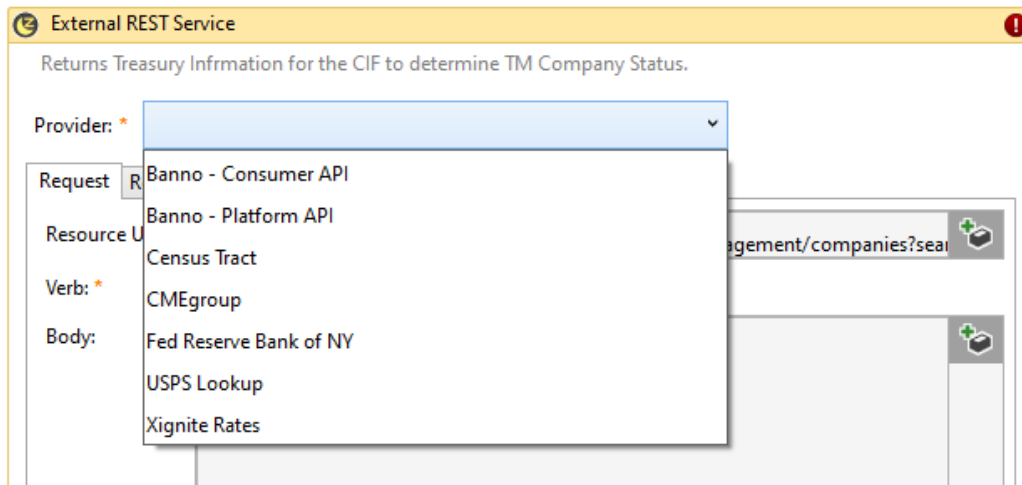 External REST Service
Returns Treasury Infrmation for the CIF to determine TM Company Status.
Provider: *
Banno - Consumer API
Request R
Banno - Platform API
Resource U
agement/companies?sear
Census Tract
Verb: *
CMEgroup
Body:
Fed Reserve Bank of NY
USPS Lookup
Xignite Rates